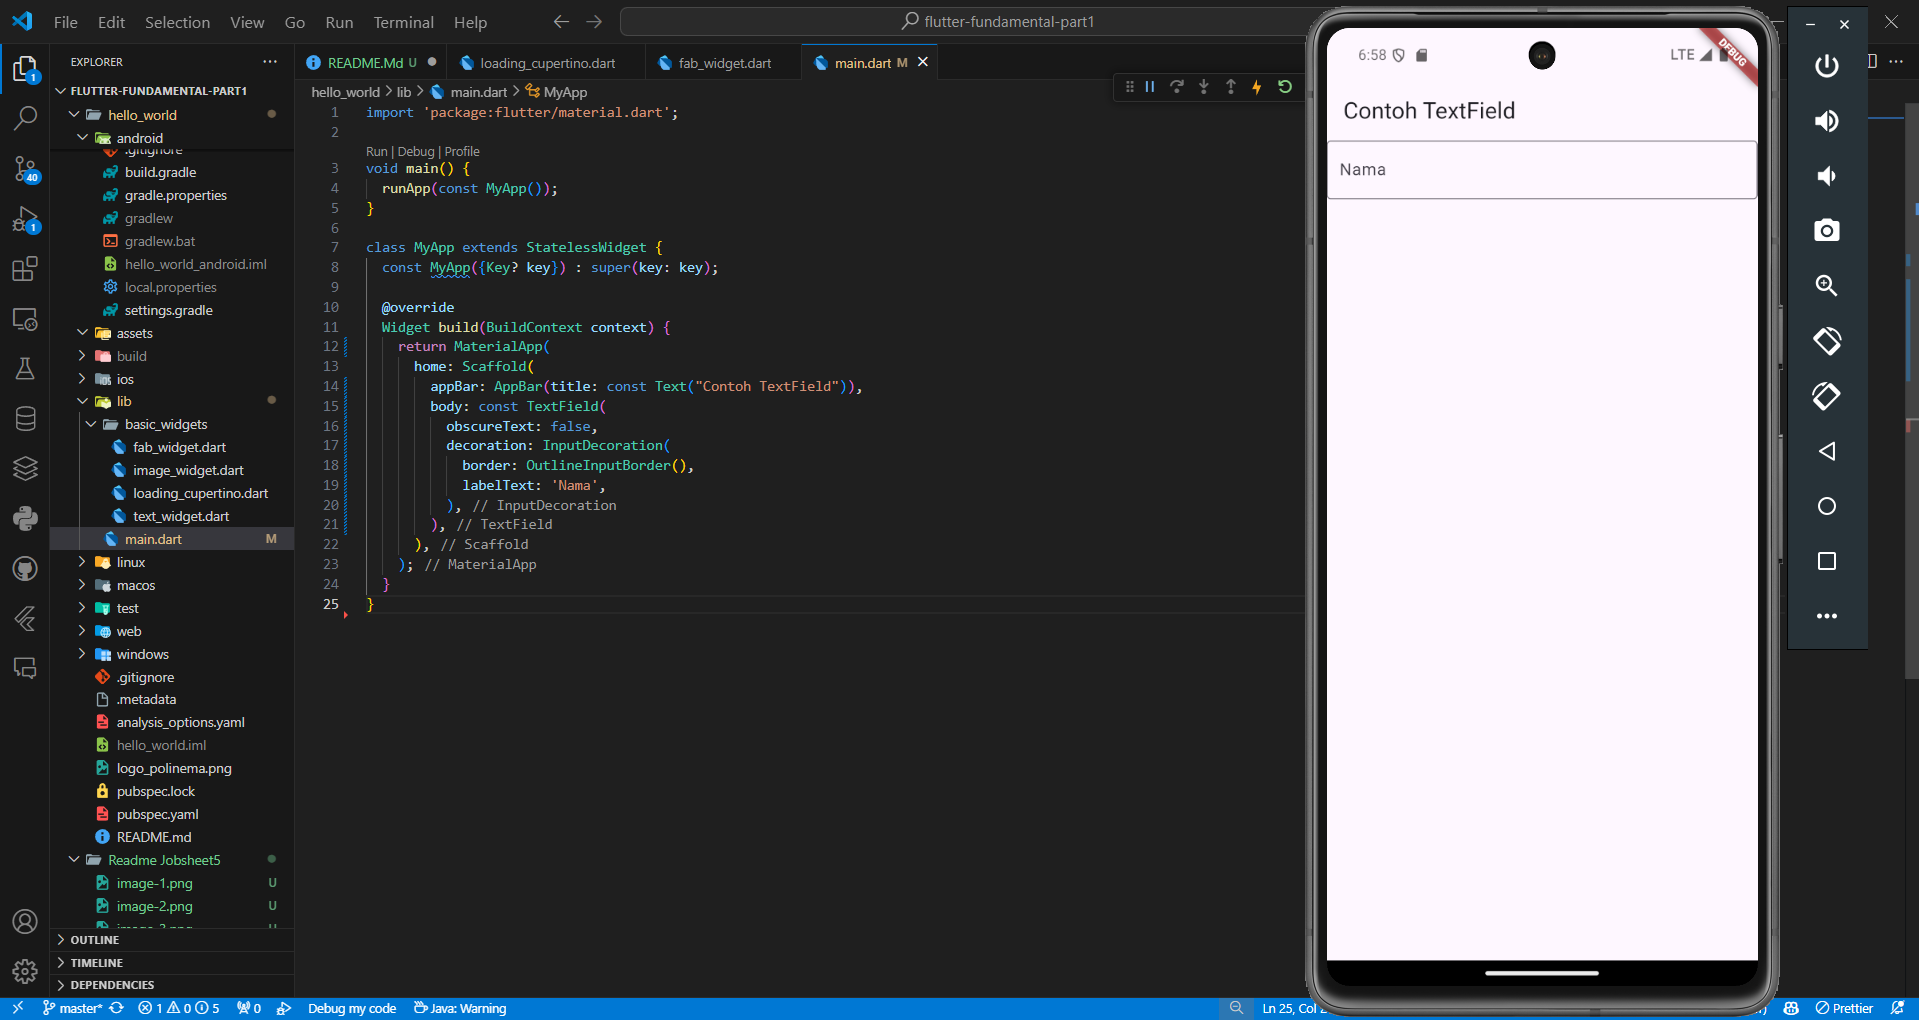 File Edit Selection View Go Run Terminal Help
flutter-fundamental-part1
EXPLORER
FLUTTER-FUNDAMENTAL-PART1
hello_world
android
.gitignore
build.gradle
gradle.properties
gradlew
gradlew.bat
hello_world_android.iml
local.properties
settings.gradle
assets
build
ios
lib
basic_widgets
fab_widget.dart
image_widget.dart
loading_cupertino.dart
text_widget.dart
main.dart M
linux
macos
test
web
windows
.gitignore
.metadata
analysis_options.yaml
hello_world.iml
logo_polinema.png
pubspec.lock
pubspec.yaml
README.md
Readme Jobsheet5
image-1.png U
image-2.png U
OUTLINE
TIMELINE
DEPENDENCIES
1
40
1
README.Md U
loading_cupertino.dart
fab_widget.dart
main.dart M
hello_world > lib > main.dart > MyApp
1 import 'package:flutter/material.dart';
2
Run | Debug | Profile
3 void main() {
4 runApp(const MyApp());
5 }
6
7 class MyApp extends StatelessWidget {
8 const MyApp({Key? key}) : super(key: key);
9
10 @override
11 Widget build(BuildContext context) {
12 return MaterialApp(
13 home: Scaffold(
14 appBar: AppBar(title: const Text("Contoh TextField")),
15 body: const TextField(
16 obscureText: false,
17 decoration: InputDecoration(
18 border: OutlineInputBorder(),
19 labelText: 'Nama',
20 ), // InputDecoration
21 ), // TextField
22 ), // Scaffold
23 ); // MaterialApp
24 }
25 }
6:58
LTE
DEBUG
Contoh TextField
Nama
master* 1 0 5 0 Debug my code Java: Warning
Ln 25, Col
Prettier